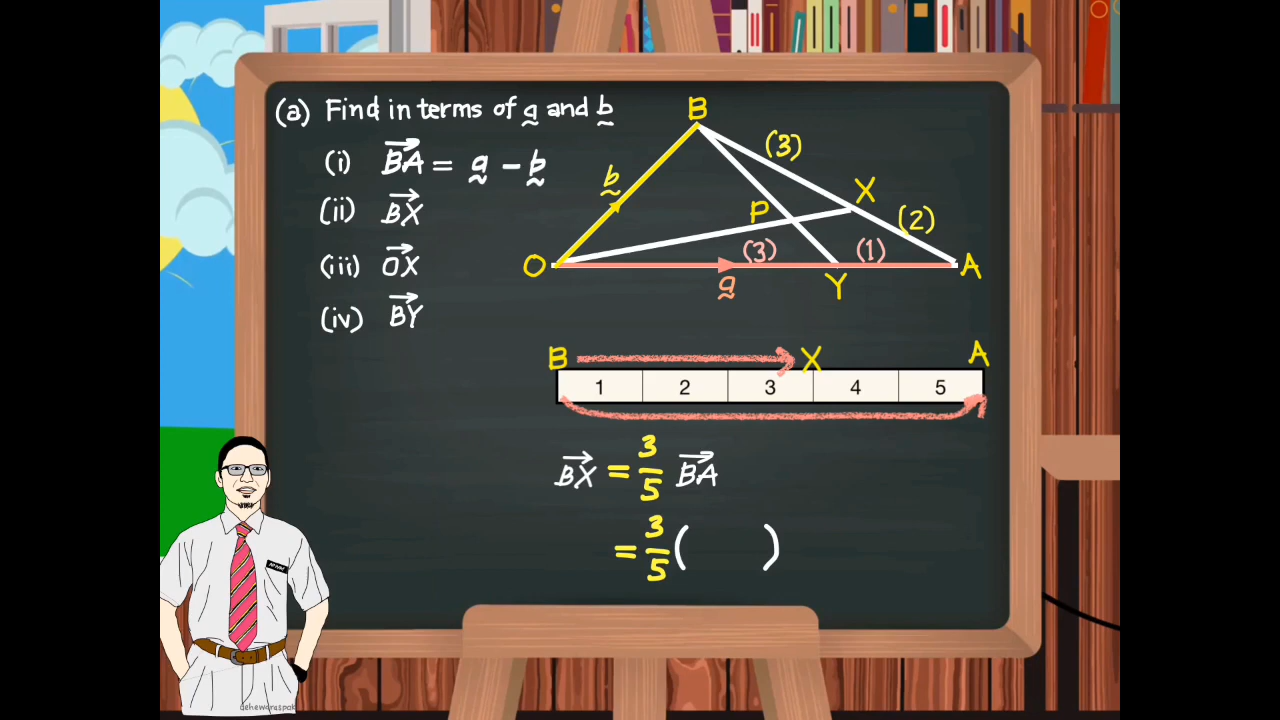 (a) Find in terms of a and b
(i) BA = a - b
(ii) BX
(iii) OX
(iv) BY
B
(3)
b
X
P
(2)
(3)
(1)
O
A
Y
a
B X A
1 2 3 4 5
BX = 3/5 BA
= 3/5 ( )